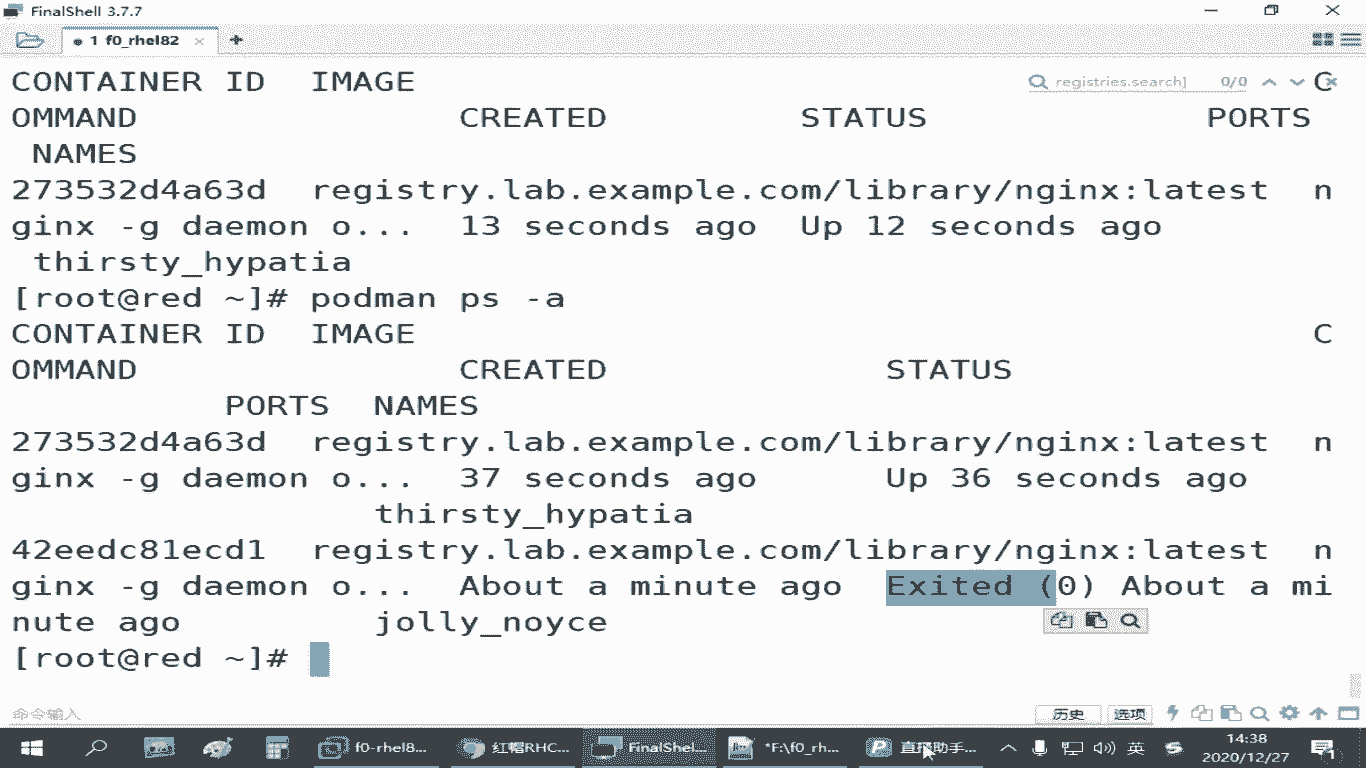 FinalShell 3.7.7
1 f0_rhel82
CONTAINER ID IMAGE registries.search] 0/0 C
OMMAND CREATED STATUS PORTS
NAMES
273532d4a63d registry.lab.example.com/library/nginx:latest n
ginx -g daemon o... 13 seconds ago Up 12 seconds ago
thirsty_hypatia
[root@red ~]# podman ps -a
CONTAINER ID IMAGE C
OMMAND CREATED STATUS
PORTS NAMES
273532d4a63d registry.lab.example.com/library/nginx:latest n
ginx -g daemon o... 37 seconds ago Up 36 seconds ago
thirsty_hypatia
42eedc81ecd1 registry.lab.example.com/library/nginx:latest n
ginx -g daemon o... About a minute ago Exited (0) About a mi
nute ago jolly_noyce
[root@red ~]#
命令输入 历史 选项
f0-rhel8... 红帽RHC... FinalShel... *F:\f0_rh... 直播助手... 英 14:38
2020/12/27